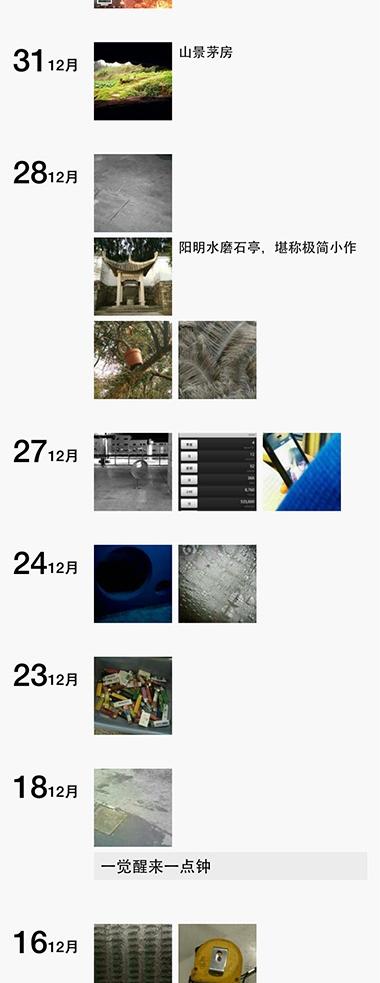 31 12月
山景茅房
28 12月
阳明水磨石亭，堪称极简小作
27 12月
24 12月
23 12月
18 12月
一觉醒来一点钟
16 12月